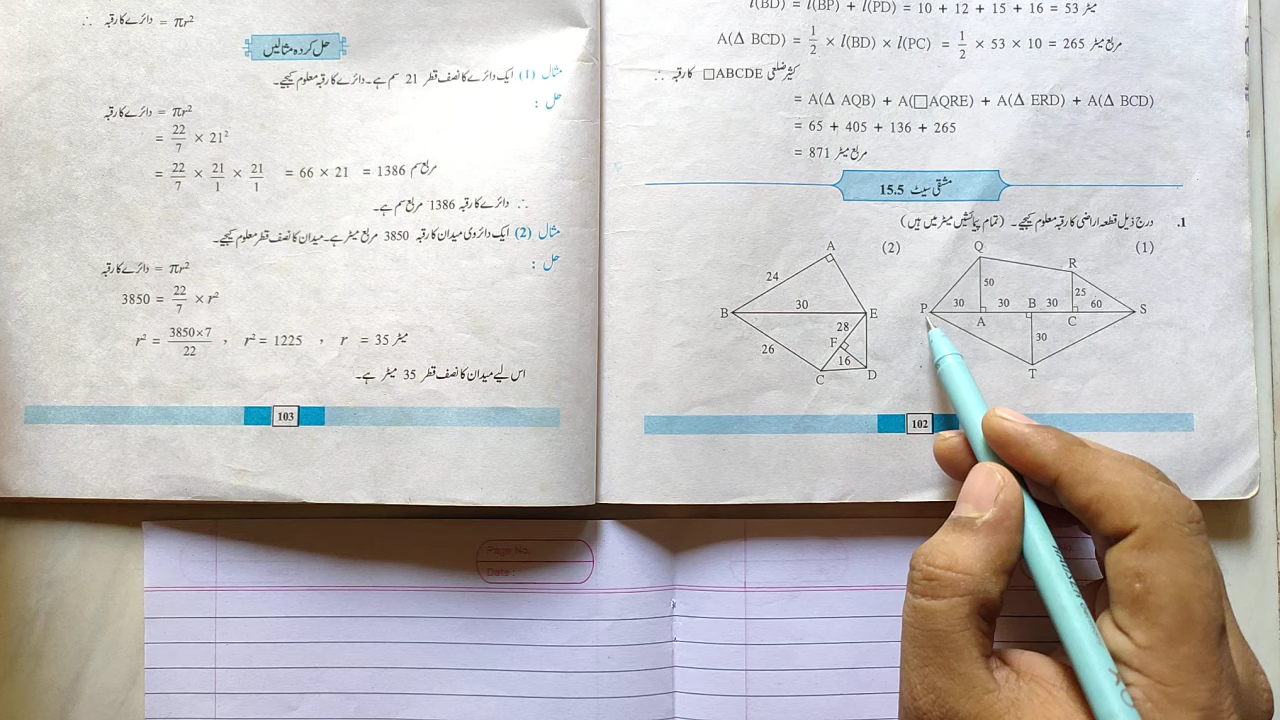 l(BD) = l(BP) + l(PD) = 10 + 12 + 15 + 16 = 53 میٹر
A(Δ BCD) = 1/2 × l(BD) × l(PC) = 1/2 × 53 × 10 = 265 مربع میٹر
∴ کثیر ضلعی □ABCDE کا رقبہ
= A(Δ AQB) + A(□AQRE) + A(Δ ERD) + A(Δ BCD)
= 65 + 405 + 136 + 265
= 871 مربع میٹر
مشقی سیٹ 15.5
1. درج ذیل قطعہ اراضی کا رقبہ معلوم کیجیے۔ (تمام پیمائشیں میٹر میں ہیں)
(1)
Q
R
50
25
P
30
30
B
30
60
S
A
C
30
T
(2)
A
24
30
B
E
28
26
F
16
C
D
102
∴ دائرے کا رقبہ = πr²
حل کردہ مثالیں
مثال (1) ایک دائرے کا نصف قطر 21 سم ہے۔ دائرے کا رقبہ معلوم کیجیے۔
حل :
دائرے کا رقبہ = πr²
= 22/7 × 21²
= 22/7 × 21/1 × 21/1 = 66 × 21 = 1386 مربع سم
∴ دائرے کا رقبہ 1386 مربع سم ہے۔
مثال (2) ایک دائروی میدان کا رقبہ 3850 مربع میٹر ہے۔ میدان کا نصف قطر معلوم کیجیے۔
حل :
دائرے کا رقبہ = πr²
3850 = 22/7 × r²
r² = 3850×7/22 , r² = 1225 , r = 35 میٹر
اس لیے میدان کا نصف قطر 35 میٹر ہے۔
103
Page No.
Date :